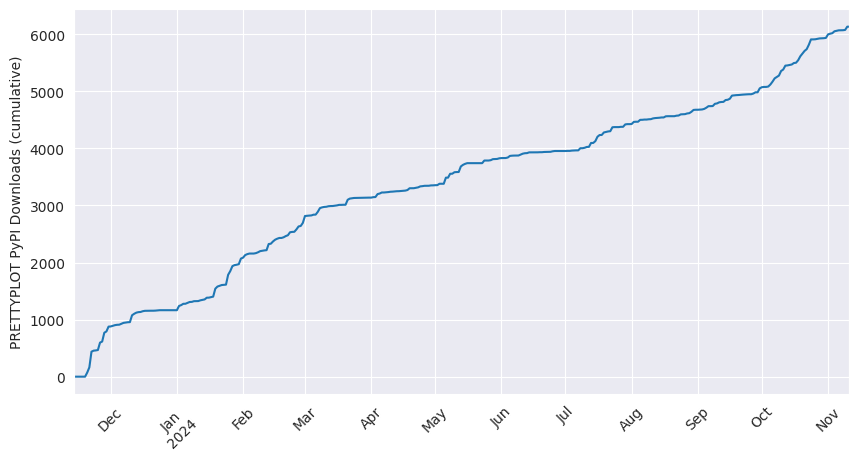 PRETTYPLOT PyPI Downloads (cumulative)
6000
5000
4000
3000
2000
1000
0
Dec
Jan
2024
Feb
Mar
Apr
May
Jun
Jul
Aug
Sep
Oct
Nov